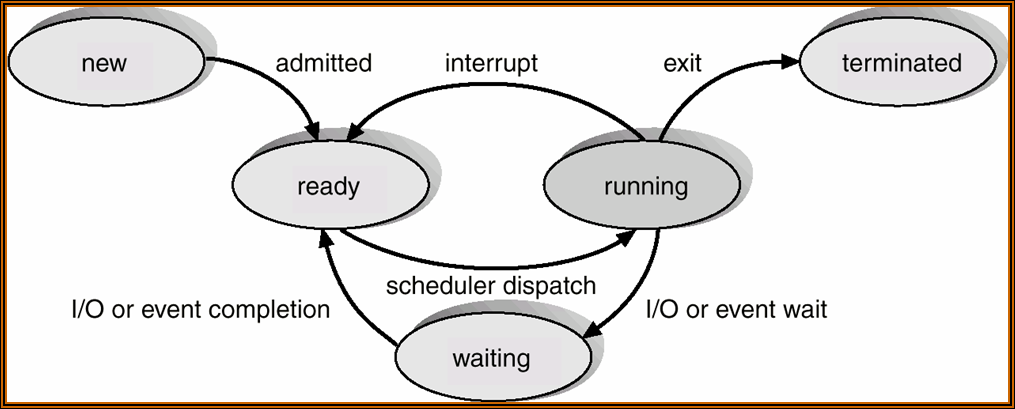 new
admitted
interrupt
exit
terminated
ready
running
scheduler dispatch
I/O or event completion
I/O or event wait
waiting